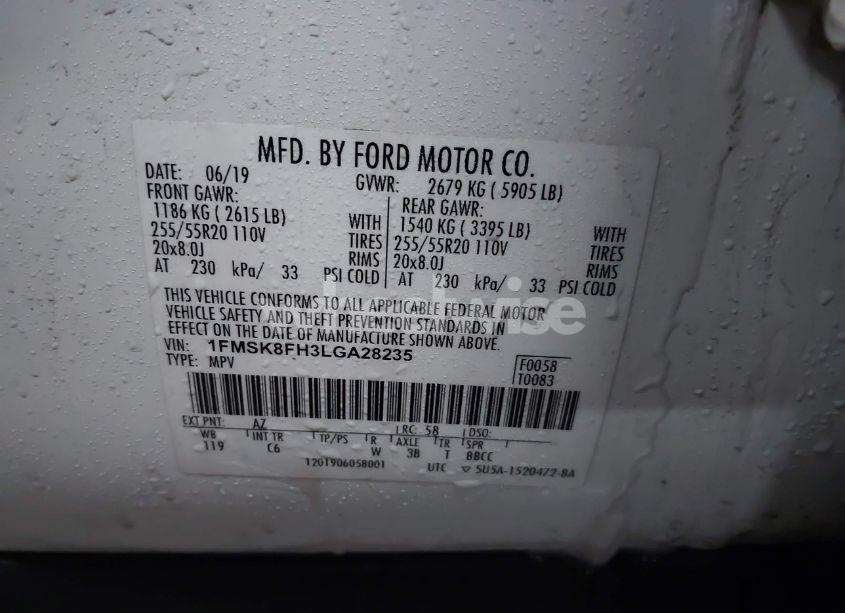 MFD. BY FORD MOTOR CO.
DATE: 06/19 GVWR: 2679 KG ( 5905 LB)
FRONT GAWR: REAR GAWR:
1186 KG ( 2615 LB) WITH 1540 KG ( 3395 LB) WITH
255/55R20 110V TIRES 255/55R20 110V TIRES
20x8.0J RIMS 20x8.0J RIMS
AT 230 kPa/ 33 PSI COLD AT 230 kPa/ 33 PSI COLD
THIS VEHICLE CONFORMS TO ALL APPLICABLE FEDERAL MOTOR
VEHICLE SAFETY AND THEFT PREVENTION STANDARDS IN
EFFECT ON THE DATE OF MANUFACTURE SHOWN ABOVE.
VIN: 1FMSK8FH3LGA28235
TYPE: MPV
F0058
T0083
EXT PNT: AZ RC: 58 DSO:
WB INT TR TP/PS R AXLE TR SPR
119 C6 W 3B T BBCC
120T906058001 UTC ▽ 5U5A-1520472-BA